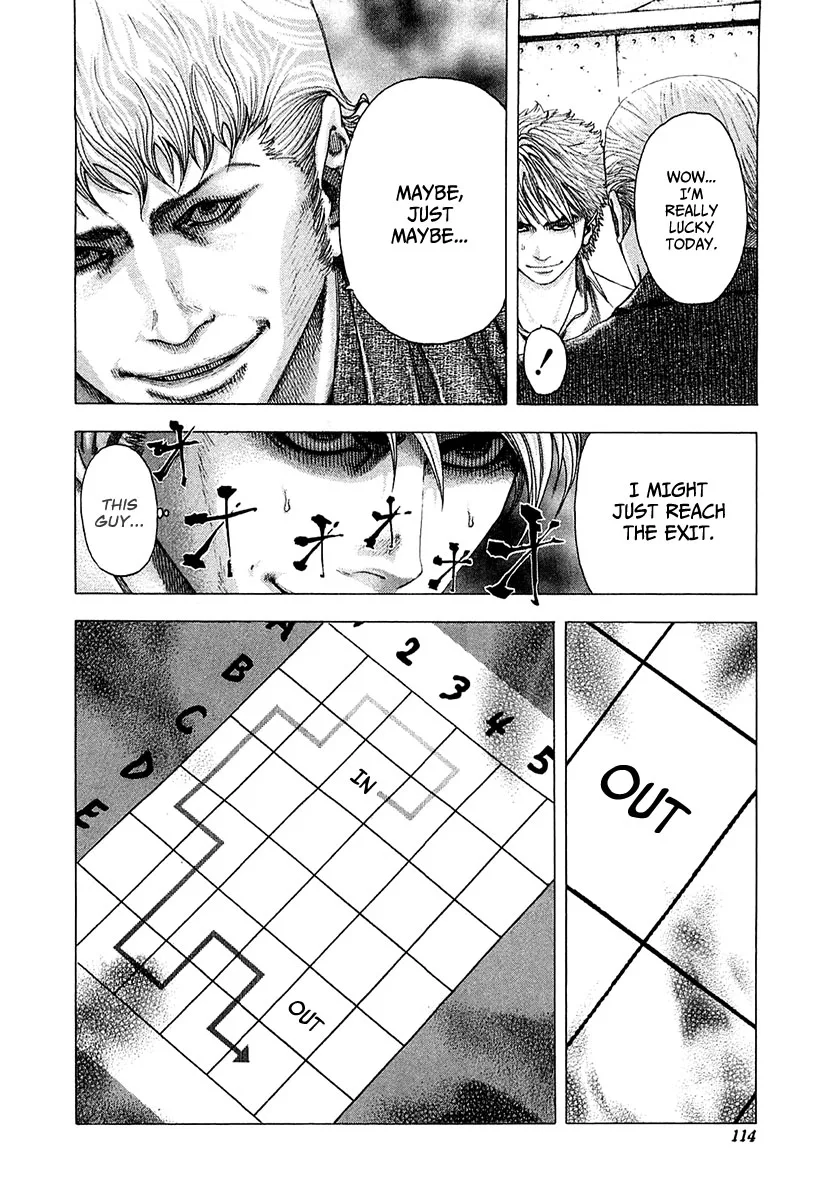 WOW...
I'M
REALLY
LUCKY
TODAY.
!
MAYBE,
JUST
MAYBE...
I MIGHT
JUST REACH
THE EXIT.
THIS
GUY...
OUT
A
B
C
D
E
2
3
4
5
IN
OUT
114